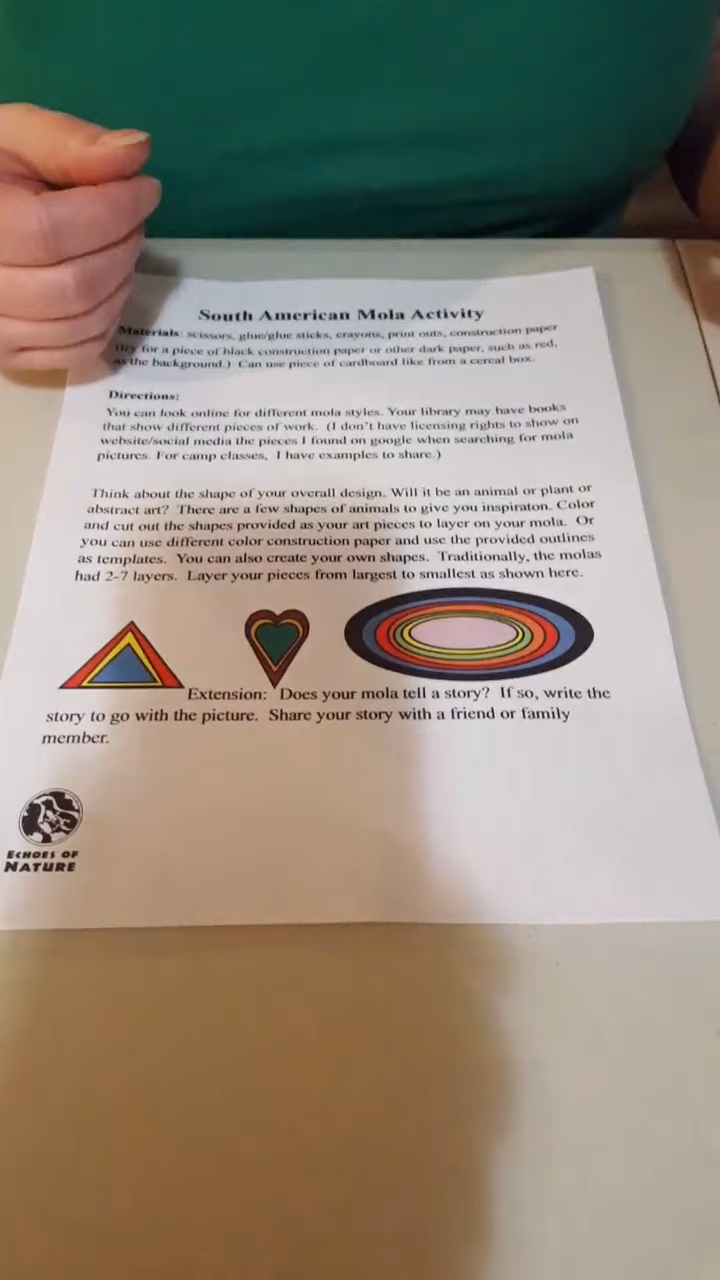 South American Mola Activity
Materials: scissors, glue/glue sticks, crayons, print outs, construction paper
(try for a piece of black construction paper or other dark paper, such as red,
as the background.) Can use piece of cardboard like from a cereal box.
Directions:
You can look online for different mola styles. Your library may have books
that show different pieces of work. (I don't have licensing rights to show on
website/social media the pieces I found on google when searching for mola
pictures. For camp classes, I have examples to share.)
Think about the shape of your overall design. Will it be an animal or plant or
abstract art? There are a few shapes of animals to give you inspiraton. Color
and cut out the shapes provided as your art pieces to layer on your mola. Or
you can use different color construction paper and use the provided outlines
as templates. You can also create your own shapes. Traditionally, the molas
had 2-7 layers. Layer your pieces from largest to smallest as shown here.
Extension: Does your mola tell a story? If so, write the
story to go with the picture. Share your story with a friend or family
member.
ECHOES OF
NATURE